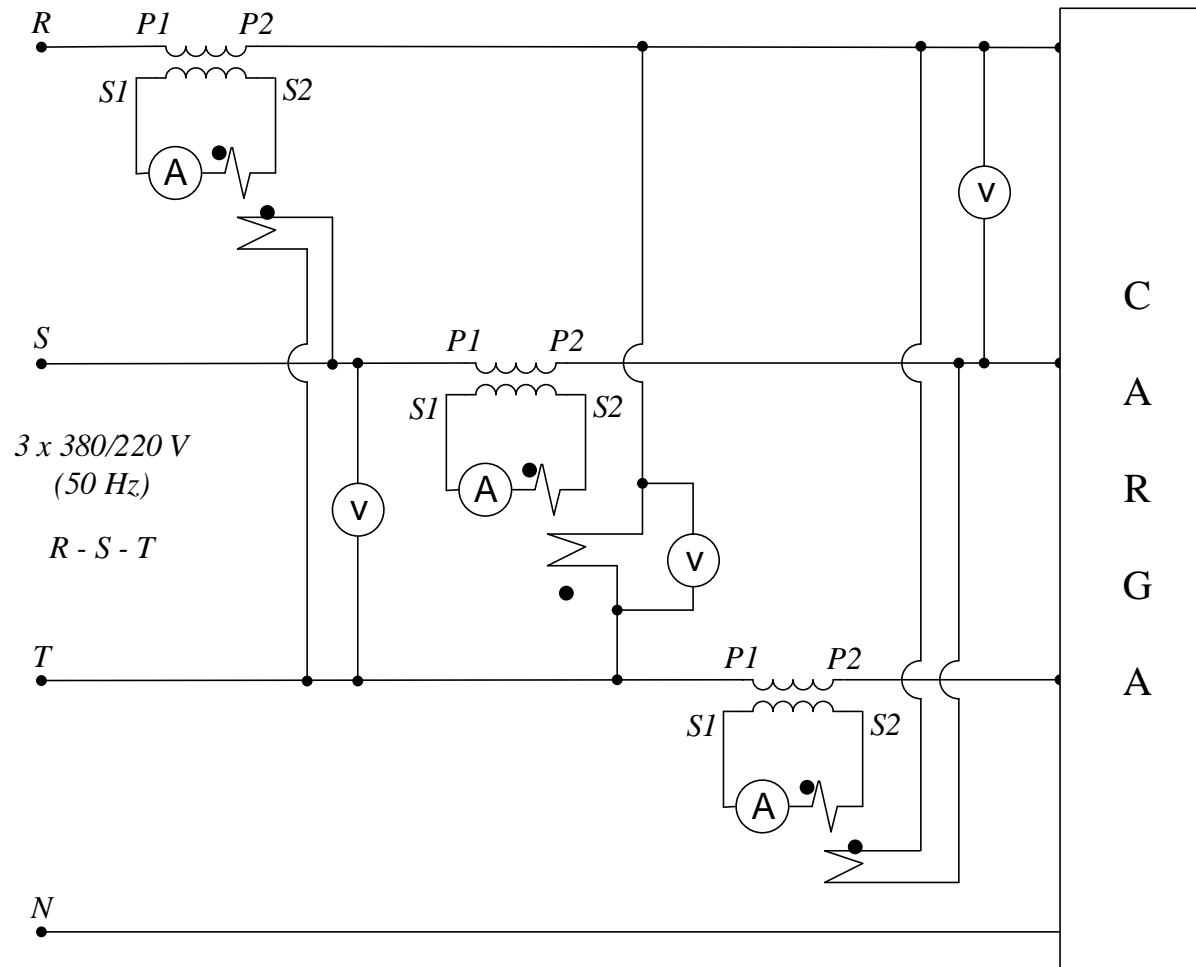 R
P1 P2
S1 S2
A
V
S
P1 P2
S1 S2
3 x 380/220 V
(50 Hz)
R - S - T
A
V
V
T
P1 P2
S1 S2
A
N
C
A
R
G
A